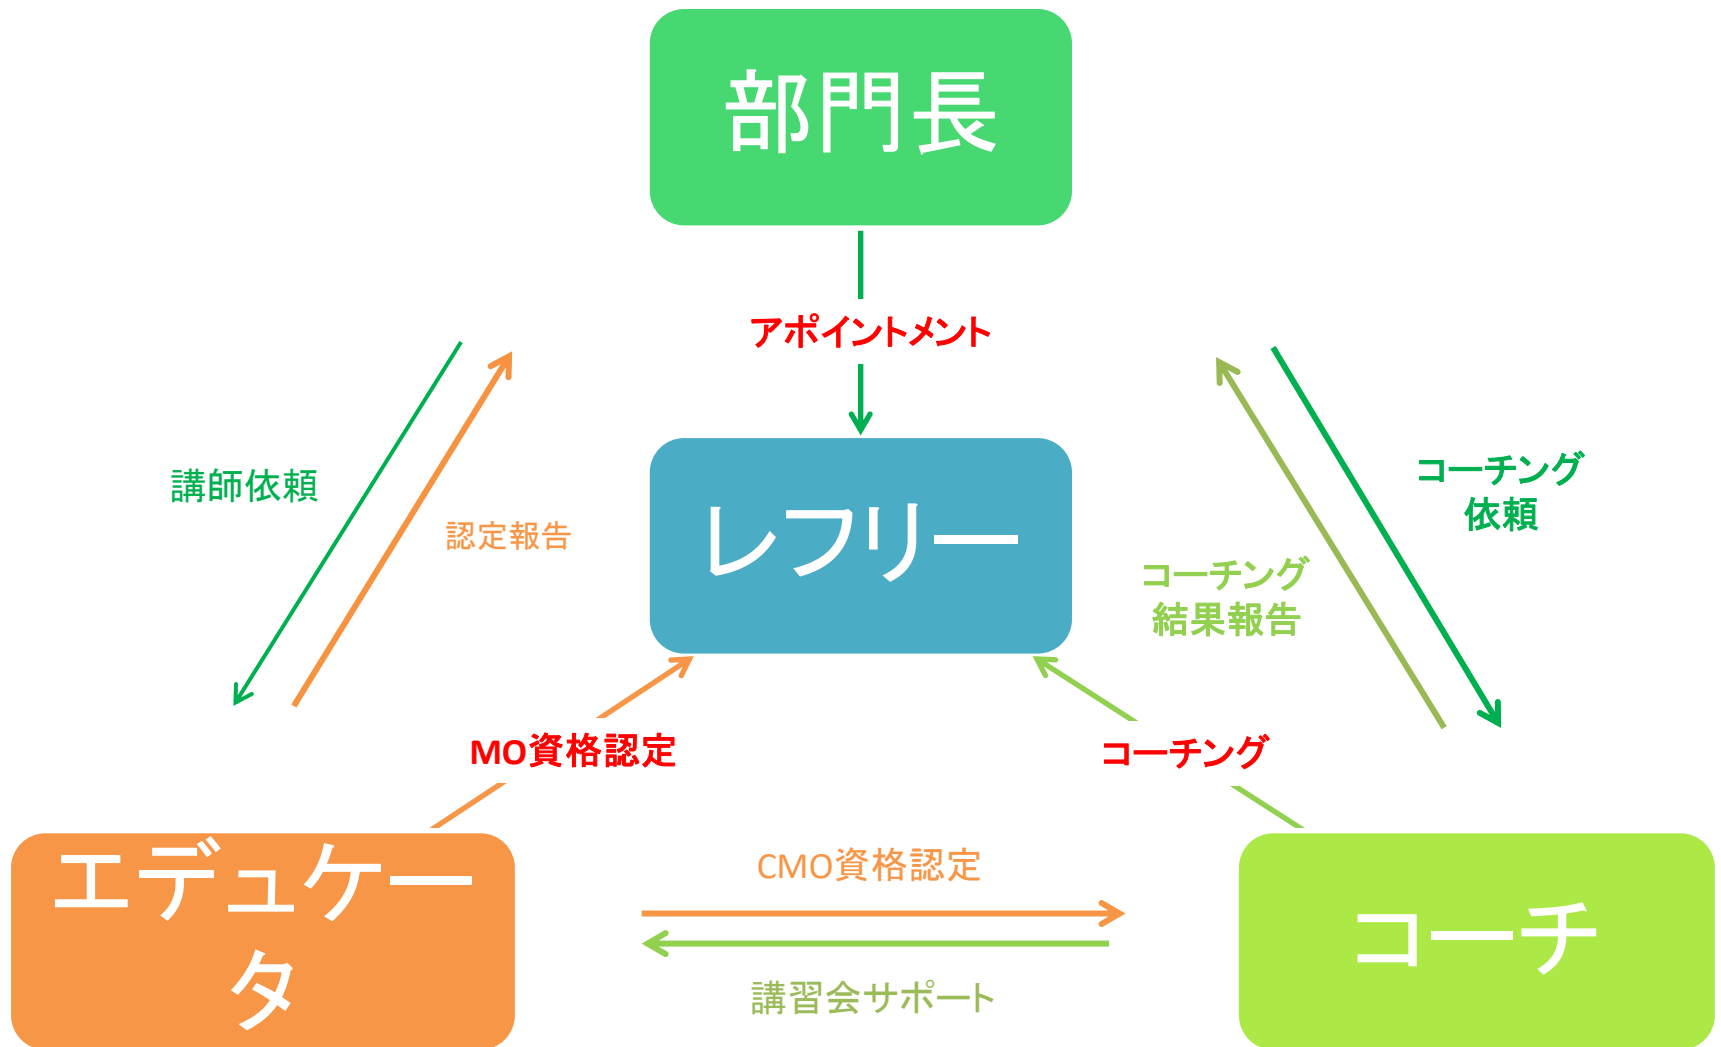 部門長
アポイントメント
講師依頼
認定報告
レフリー
コーチング
依頼
コーチング
結果報告
MO資格認定
コーチング
エデュケー
タ
CMO資格認定
講習会サポート
コーチ